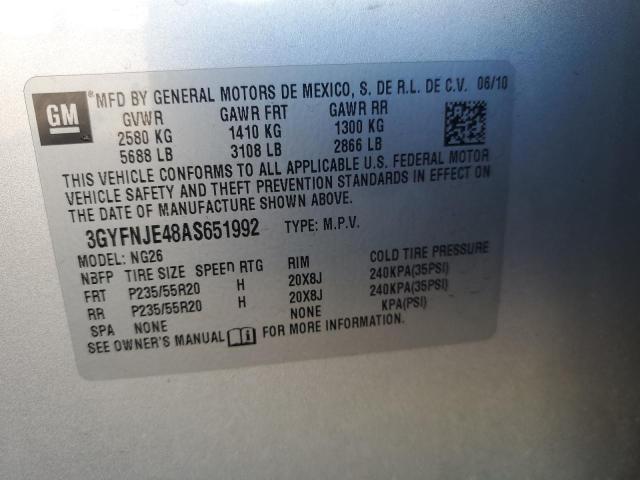 GM
MFD BY GENERAL MOTORS DE MEXICO, S. DE R.L. DE C.V. 06/10
GVWR GAWR FRT GAWR RR
2580 KG 1410 KG 1300 KG
5688 LB 3108 LB 2866 LB
THIS VEHICLE CONFORMS TO ALL APPLICABLE U.S. FEDERAL MOTOR
VEHICLE SAFETY AND THEFT PREVENTION STANDARDS IN EFFECT ON
THE DATE OF MANUFACTURE SHOWN ABOVE.
3GYFNJE48AS651992 TYPE: M.P.V.
MODEL: NG26
NBFP TIRE SIZE SPEED RTG RIM COLD TIRE PRESSURE
FRT P235/55R20 H 20X8J 240KPA(35PSI)
RR P235/55R20 H 20X8J 240KPA(35PSI)
SPA NONE NONE KPA(PSI)
SEE OWNER'S MANUAL FOR MORE INFORMATION.